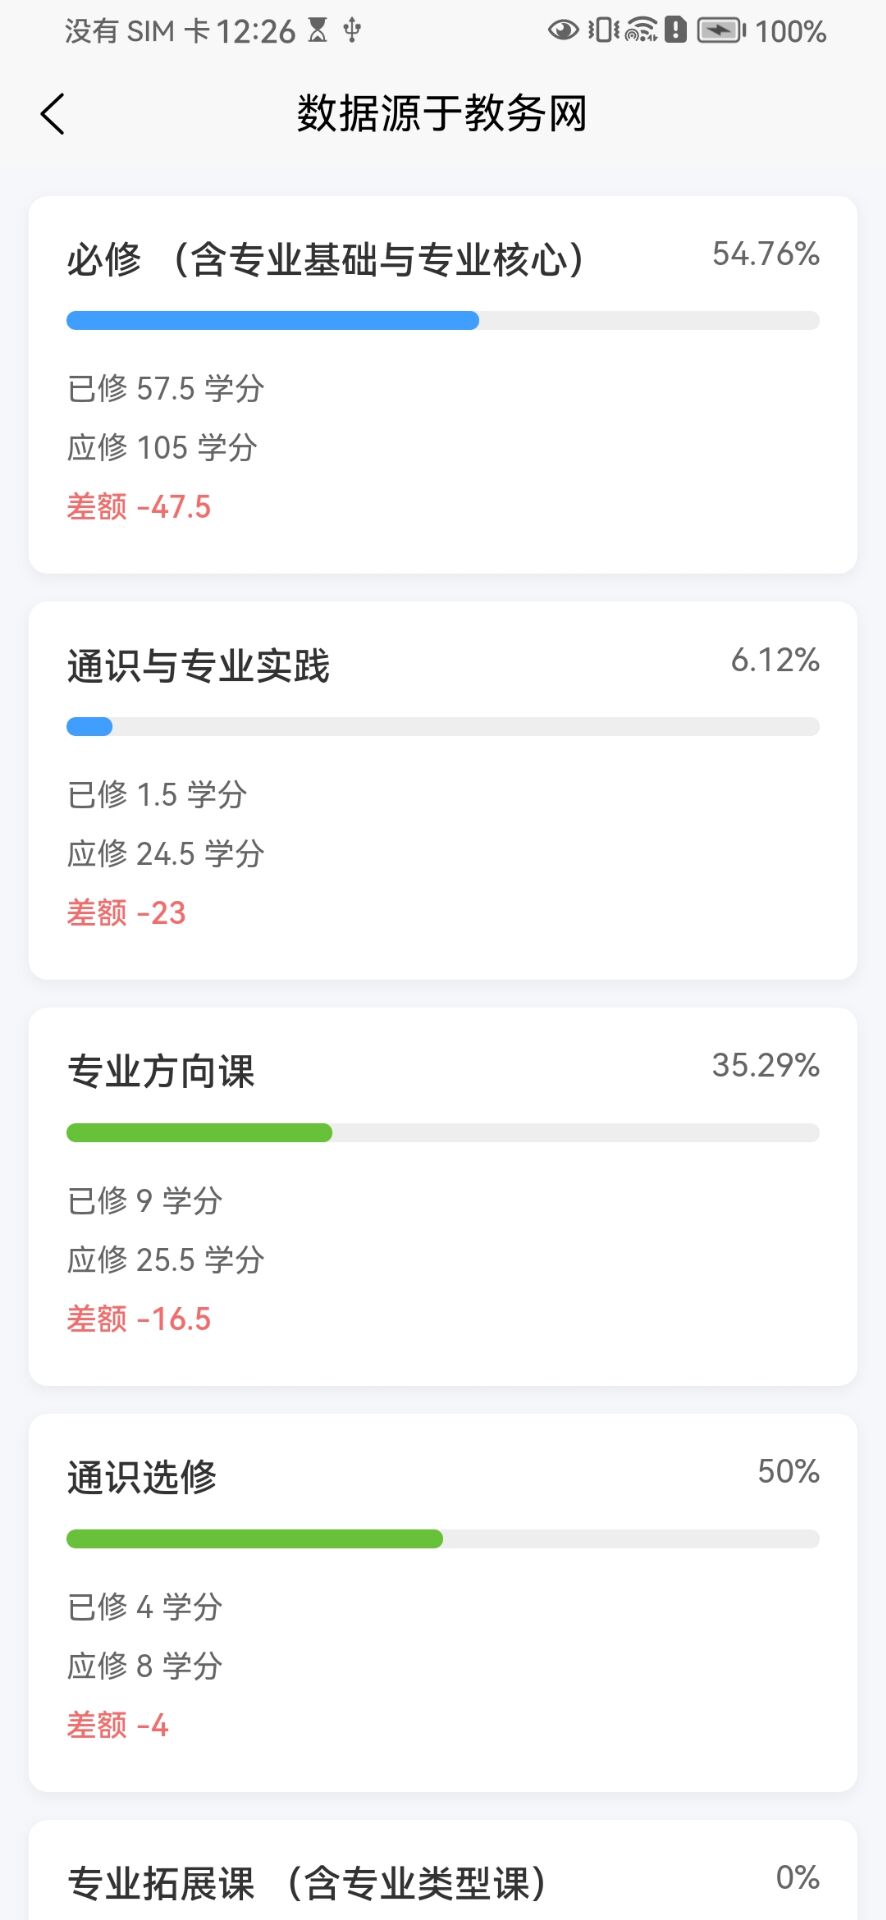 没有 SIM 卡 12:26 100%
数据源于教务网
必修 （含专业基础与专业核心） 54.76%
已修 57.5 学分
应修 105 学分
差额 -47.5
通识与专业实践 6.12%
已修 1.5 学分
应修 24.5 学分
差额 -23
专业方向课 35.29%
已修 9 学分
应修 25.5 学分
差额 -16.5
通识选修 50%
已修 4 学分
应修 8 学分
差额 -4
专业拓展课 （含专业类型课） 0%